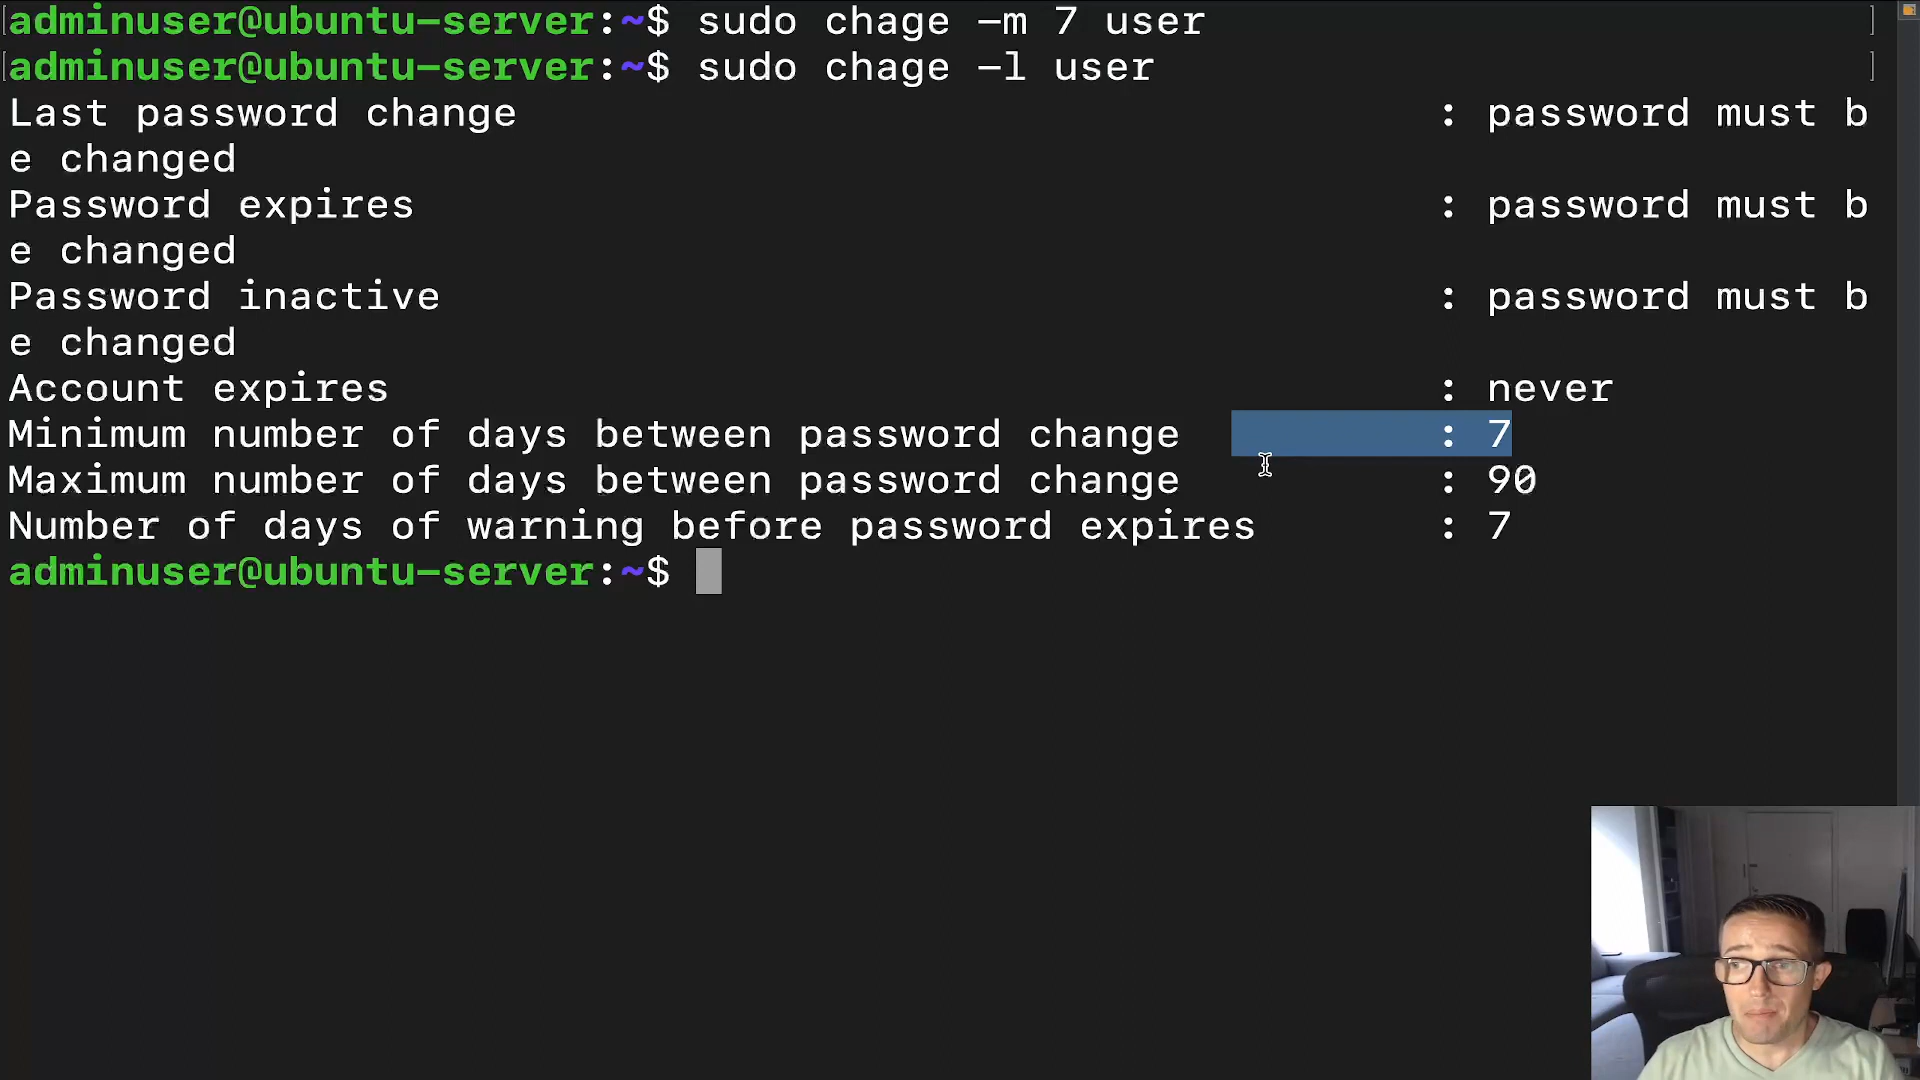 adminuser@ubuntu-server:~$ sudo chage -m 7 user
adminuser@ubuntu-server:~$ sudo chage -l user
Last password change : password must b
e changed
Password expires : password must b
e changed
Password inactive : password must b
e changed
Account expires : never
Minimum number of days between password change : 7
Maximum number of days between password change : 90
Number of days of warning before password expires : 7
adminuser@ubuntu-server:~$